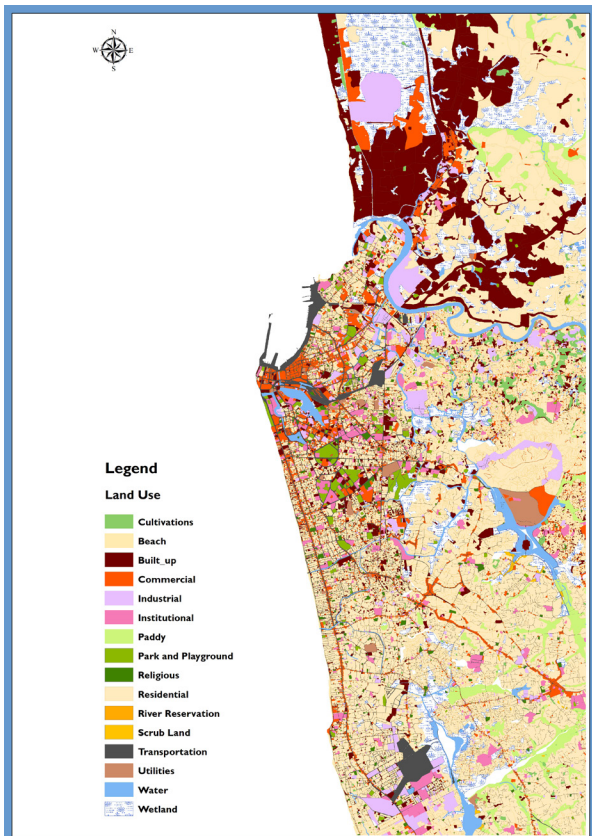 N
W E
S
Legend
Land Use
Cultivations
Beach
Built_up
Commercial
Industrial
Institutional
Paddy
Park and Playground
Religious
Residential
River Reservation
Scrub Land
Transportation
Utilities
Water
Wetland